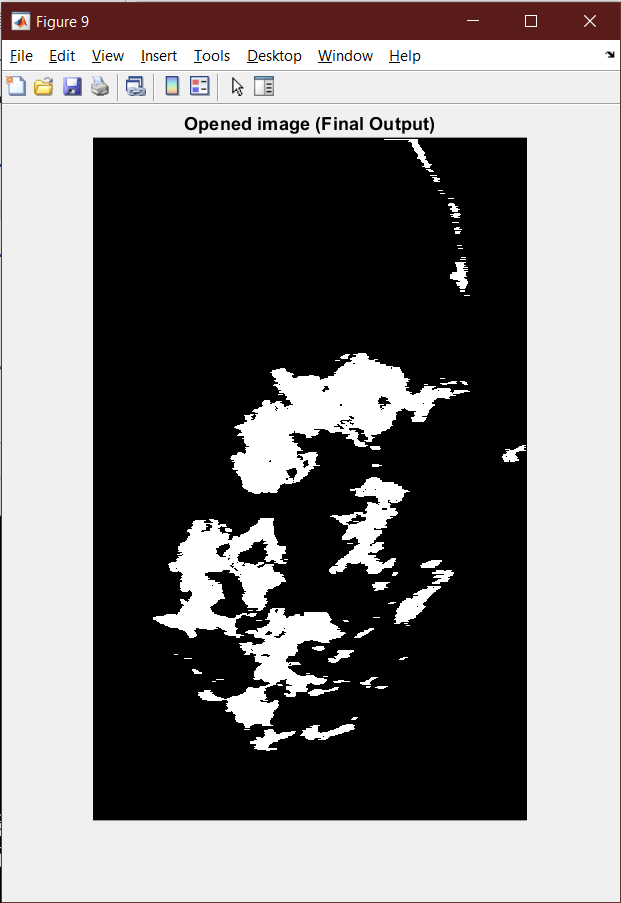 Figure 9
File Edit View Insert Tools Desktop Window Help
Opened image (Final Output)